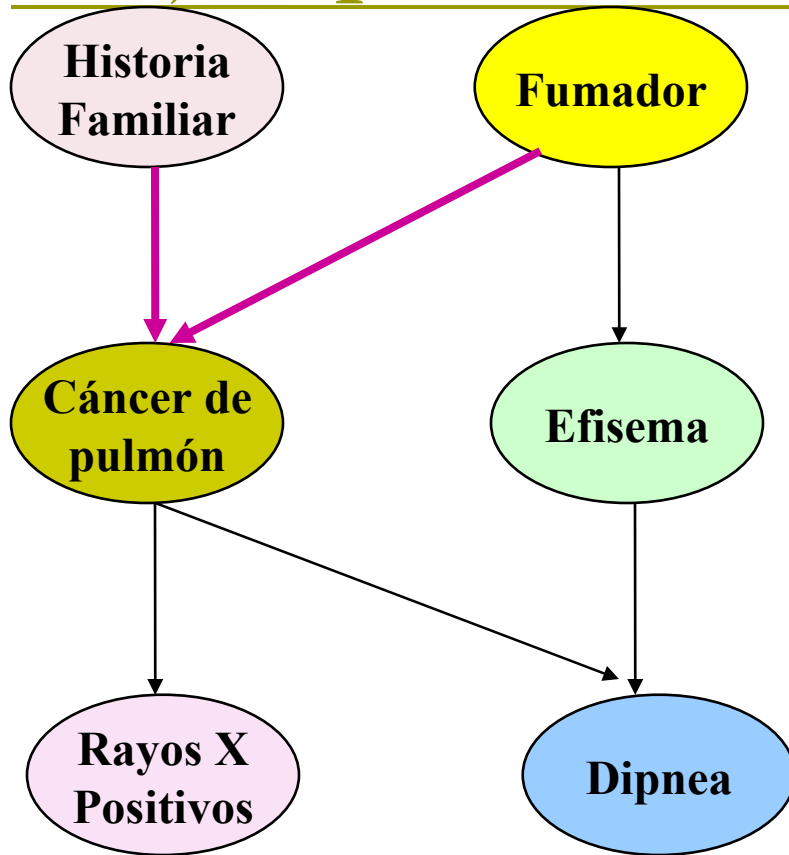 Historia
Familiar
Fumador
Cáncer de
pulmón
Efisema
Rayos X
Positivos
Dipnea